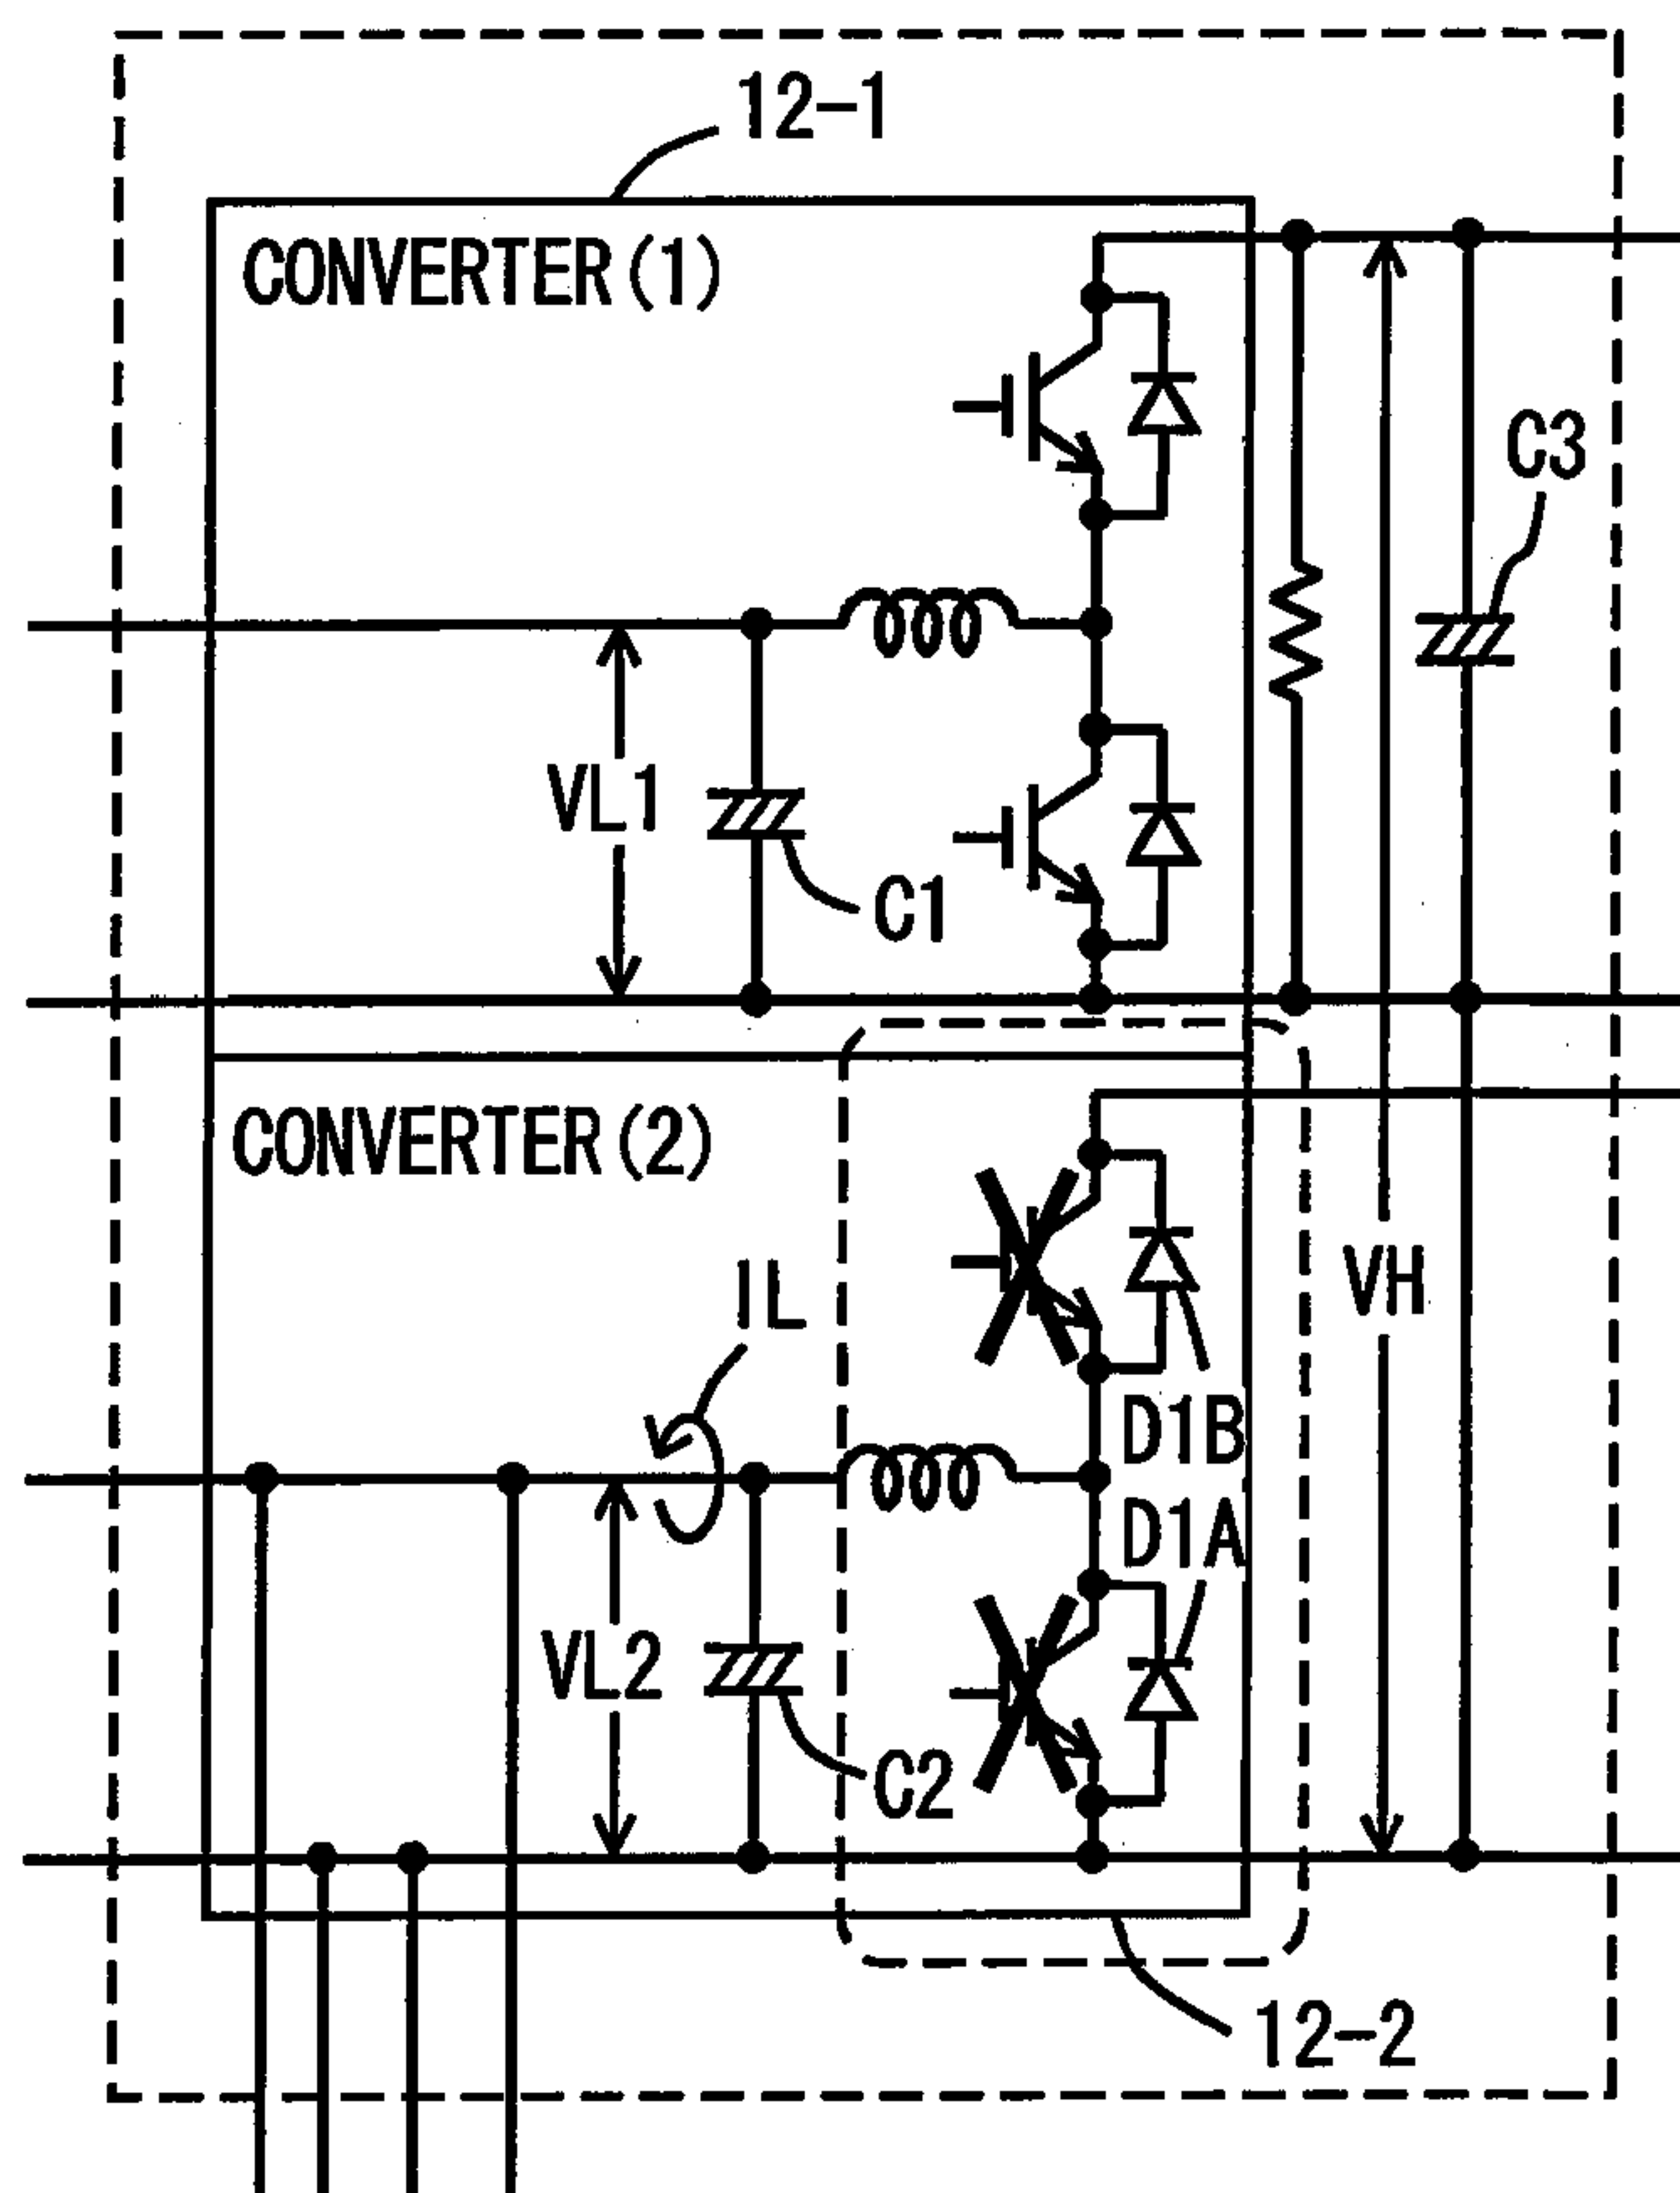 12-1
CONVERTER(1)
C3
VL1
C1
CONVERTER(2)
IL
VH
D1B
D1A
VL2
C2
12-2